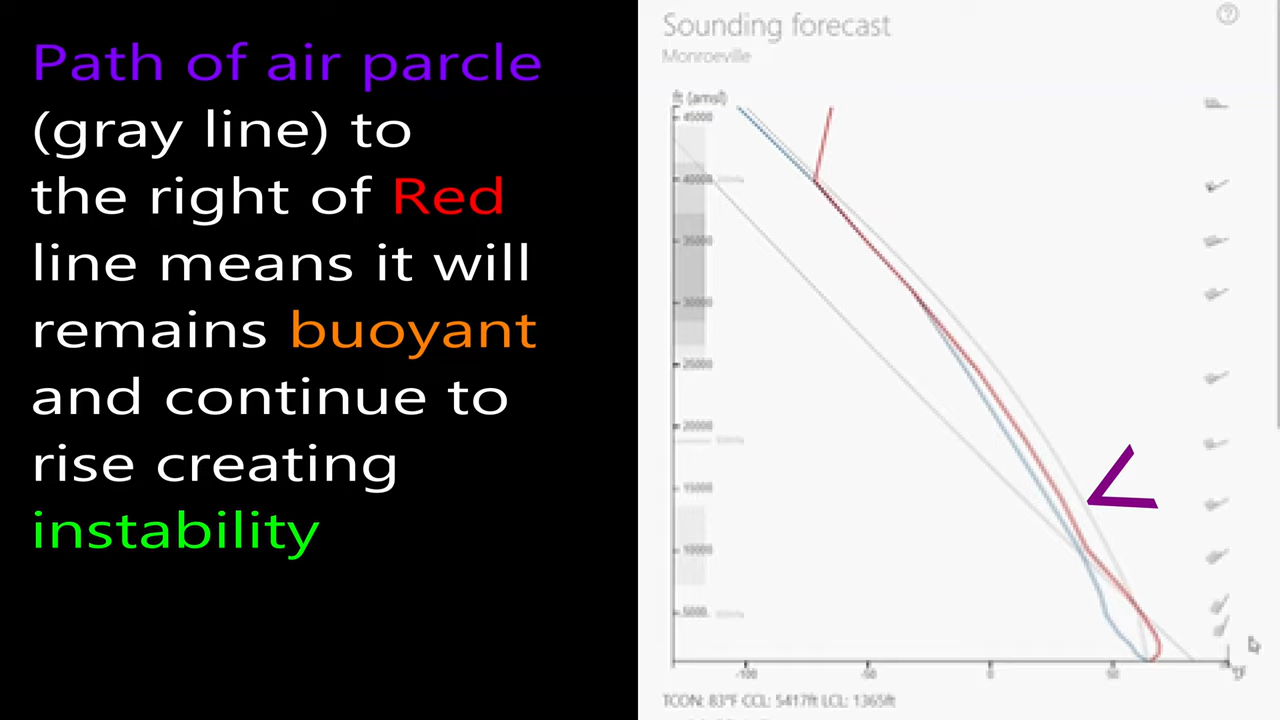 Path of air parcle
(gray line) to
the right of Red
line means it will
remains buoyant
and continue to
rise creating
instability
Sounding forecast
?
Monroeville
ft (amsl)
45000
40000
35000
30000
25000
20000
15000
10000
5000
-100 -50 0 50 °F
TCON: 83°F CCL: 5417ft LCL: 1365ft